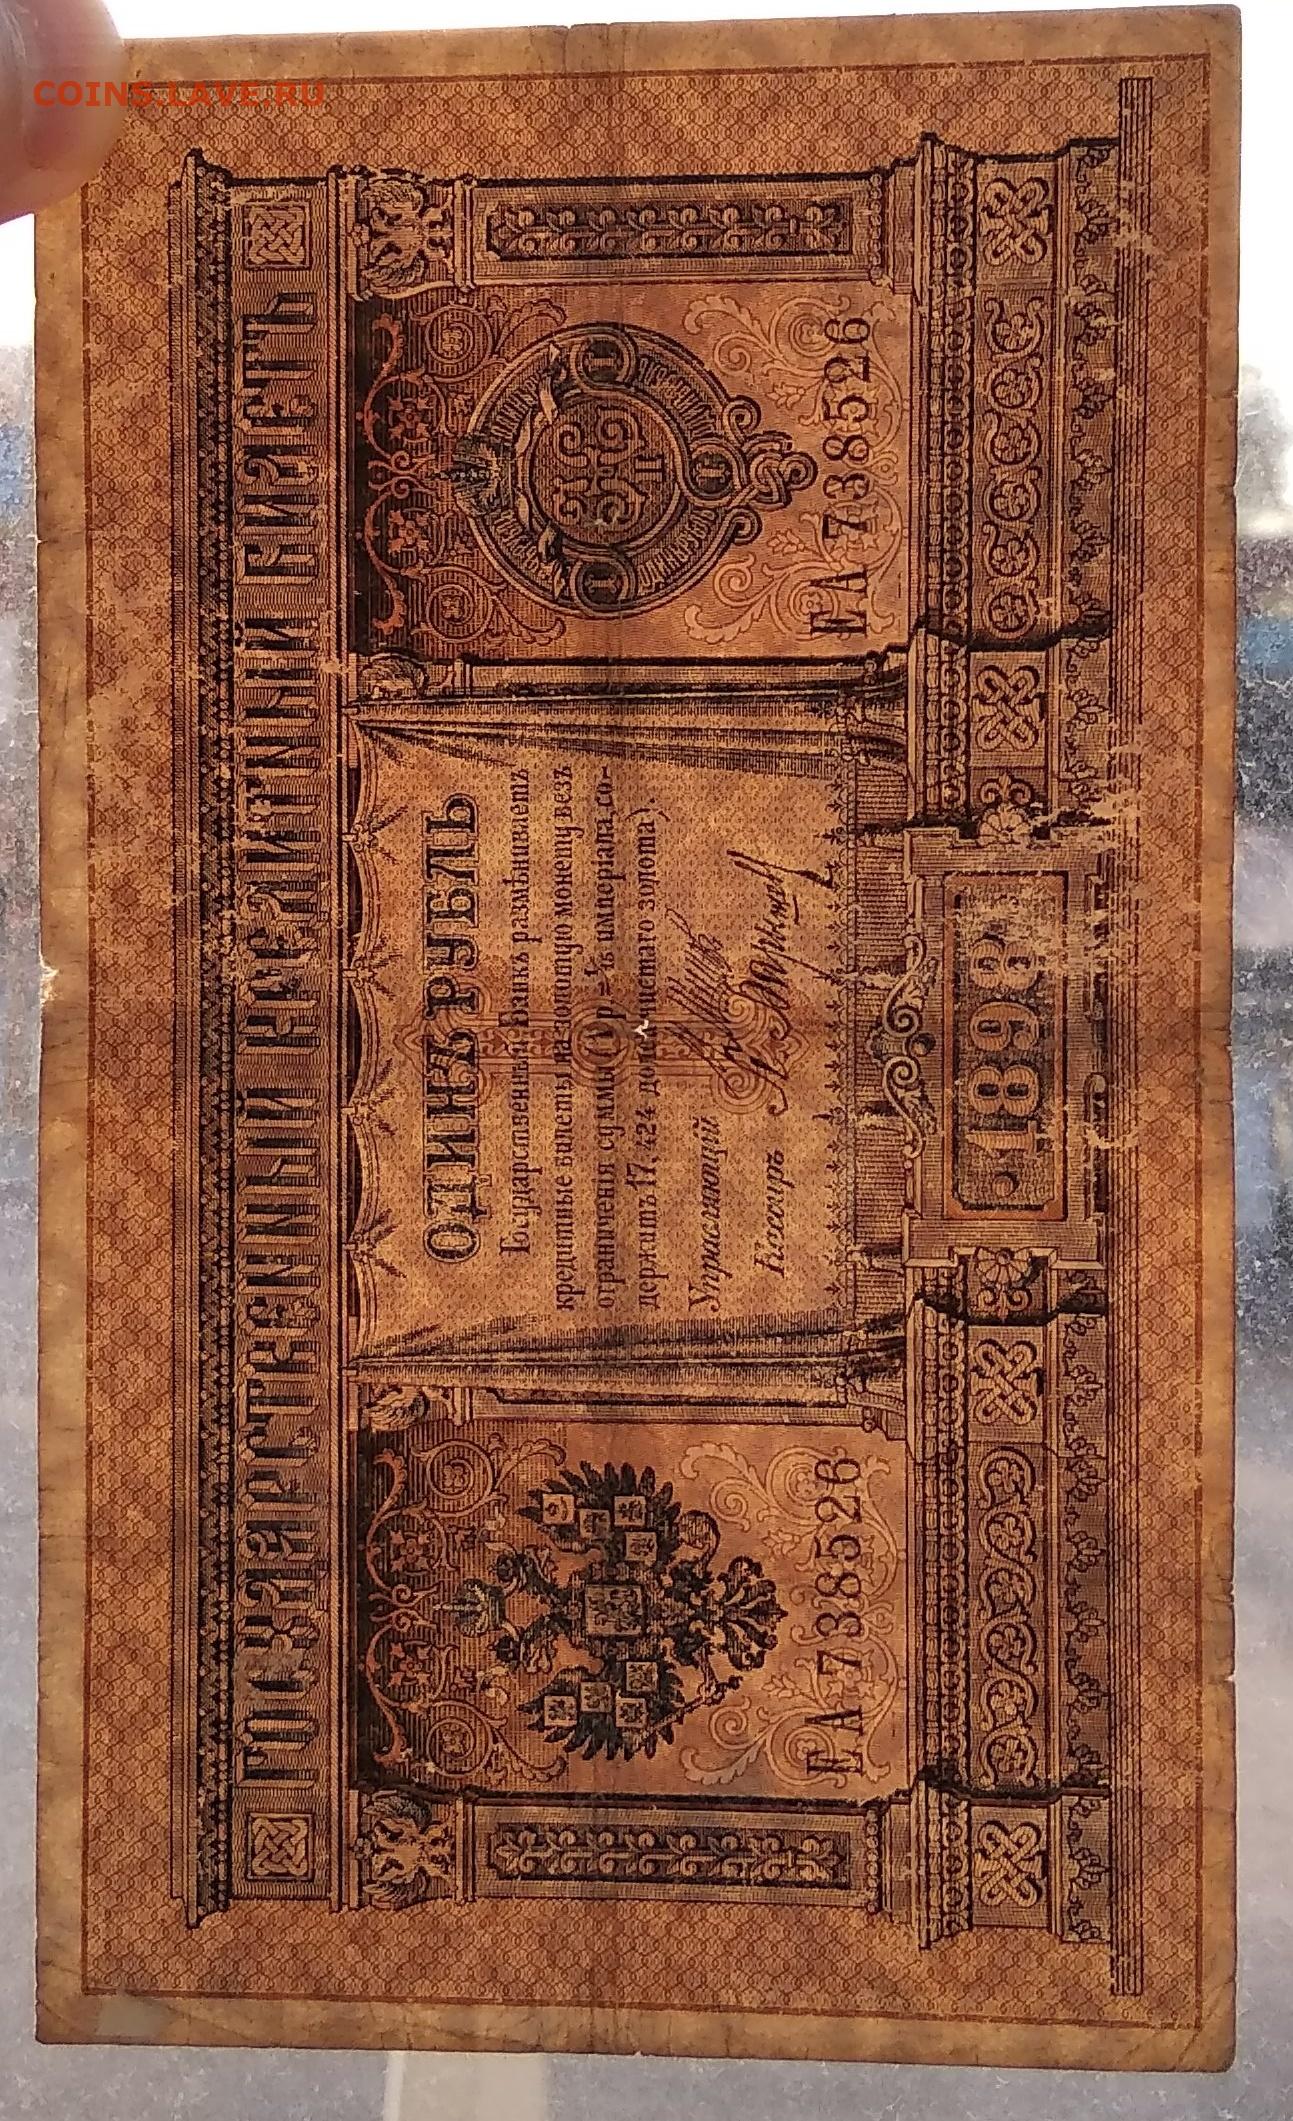 COINS.LAVE.RU
ГОСУДАРСТВЕННЫЙ КРЕДИТНЫЙ БИЛЕТЪ
ОДИНЪ РУБЛЬ
Государственный Банкъ размѣниваетъ
кредитные билеты на золотую монету безъ
ограниченія суммы (1 р = 1/15 имперіала, со-
держитъ 17,424 долей чистаго золота).
Управляющій
Кассиръ
ЕА 738526
ЕА 738526
1898